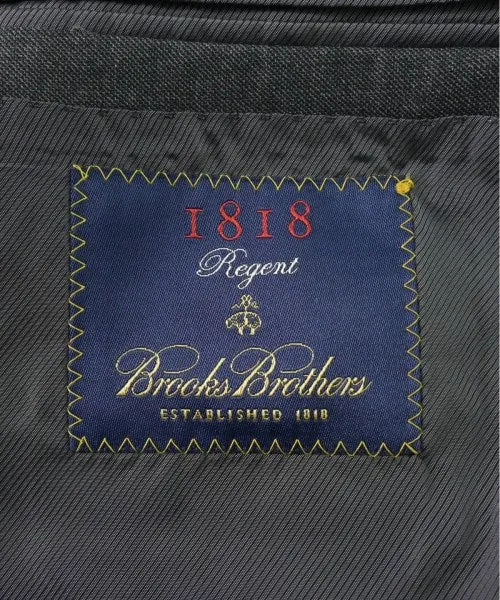 1818
Regent
Brooks Brothers
ESTABLISHED 1818